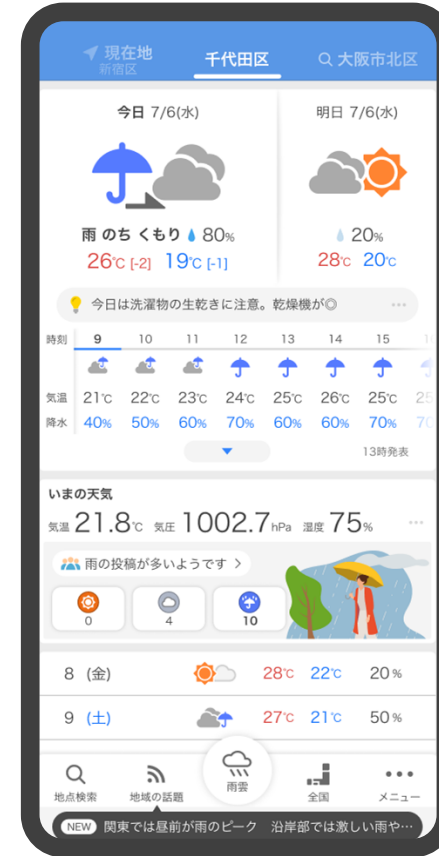 現在地
新宿区
千代田区
大阪市北区
今日 7/6(水)
明日 7/6(水)
雨 のち くもり 80%
20%
26℃ [-2] 19℃ [-1]
28℃ 20℃
今日は洗濯物の生乾きに注意。乾燥機が◎
時刻 9 10 11 12 13 14 15
気温 21℃ 22℃ 23℃ 24℃ 25℃ 26℃ 25℃ 25
降水 40% 50% 60% 70% 60% 60% 70% 70
13時発表
いまの天気
気温 21.8℃ 気圧 1002.7hPa 湿度 75%
雨の投稿が多いようです >
0 4 10
8 (金) 28℃ 22℃ 20%
9 (土) 27℃ 21℃ 50%
地点検索 地域の話題 雨雲 全国 メニュー
NEW 関東では昼前が雨のピーク 沿岸部では激しい雨や…